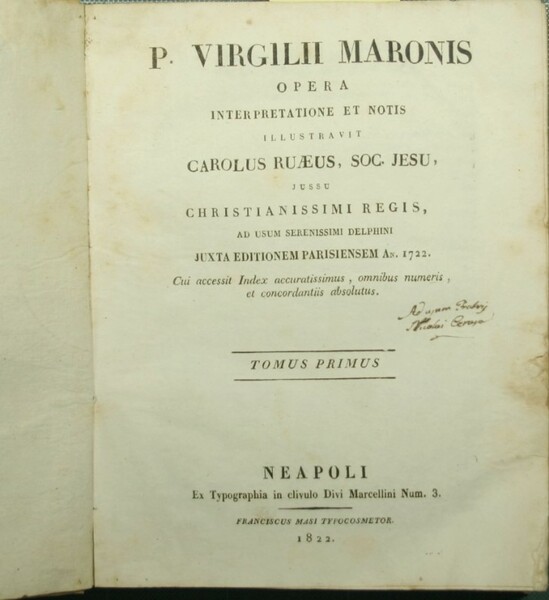 P. VIRGILII MARONIS
OPERA
INTERPRETATIONE ET NOTIS
ILLUSTRAVIT
CAROLUS RUÆUS, SOC. JESU,
JUSSU
CHRISTIANISSIMI REGIS,
AD USUM SERENISSIMI DELPHINI
JUXTA EDITIONEM PARISIENSEM AN. 1722.
Cui accessit Index accuratissimus, omnibus numeris,
et concordantiis absolutus.
Ad usum
TOMUS PRIMUS
NEAPOLI
Ex Typographia in clivulo Divi Marcellini Num. 3.
FRANCISCUS MASI TYPOCOSMETOR.
1822.